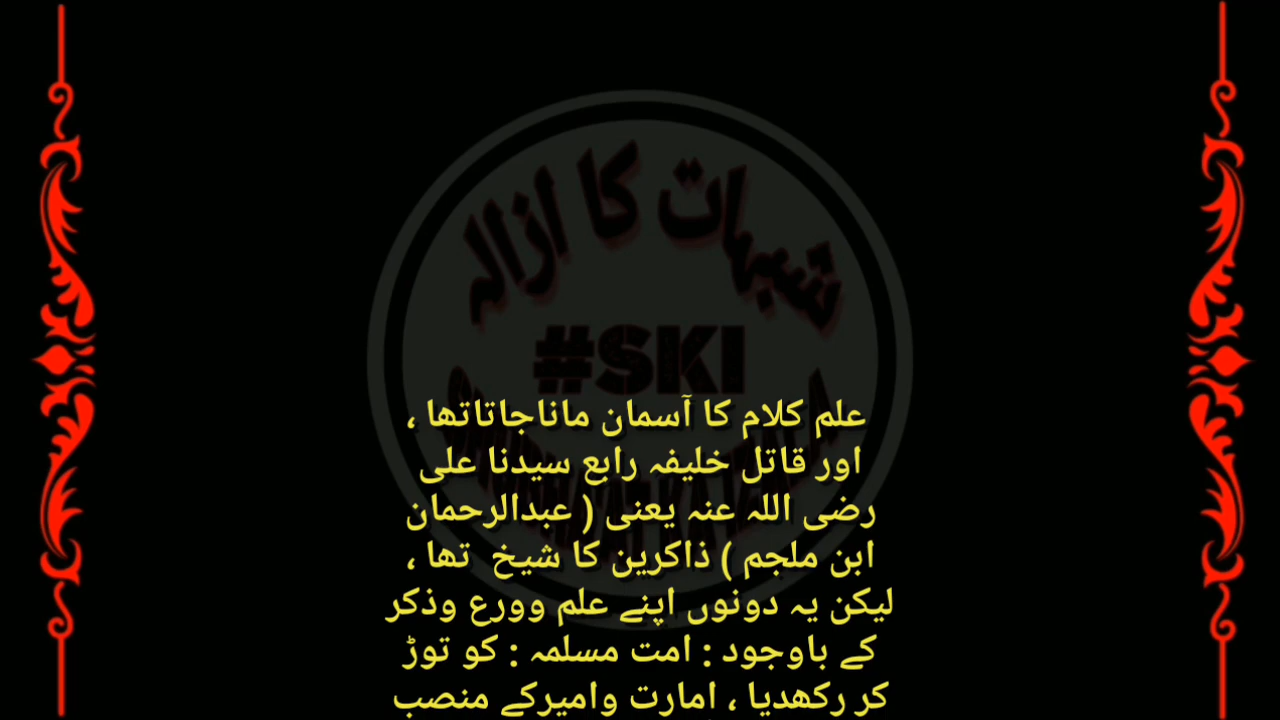 شبہات کا ازالہ
#SKI
علم کلام کا آسمان ماناجاتاتھا ،
اور قاتل خلیفہ رابع سیدنا علی
رضی اللہ عنہ یعنی ( عبدالرحمان
ابن ملجم ) ذاکرین کا شیخ تھا ،
لیکن یہ دونوں اپنے علم وورع وذکر
کے باوجود : امت مسلمہ : کو توڑ
کر رکھدیا ، امارت وامیرکے منصب